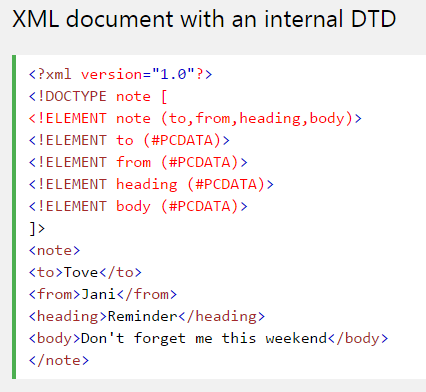 XML document with an internal DTD
<?xml version="1.0"?>
<!DOCTYPE note [
<!ELEMENT note (to,from,heading,body)>
<!ELEMENT to (#PCDATA)>
<!ELEMENT from (#PCDATA)>
<!ELEMENT heading (#PCDATA)>
<!ELEMENT body (#PCDATA)>
]>
<note>
<to>Tove</to>
<from>Jani</from>
<heading>Reminder</heading>
<body>Don't forget me this weekend</body>
</note>